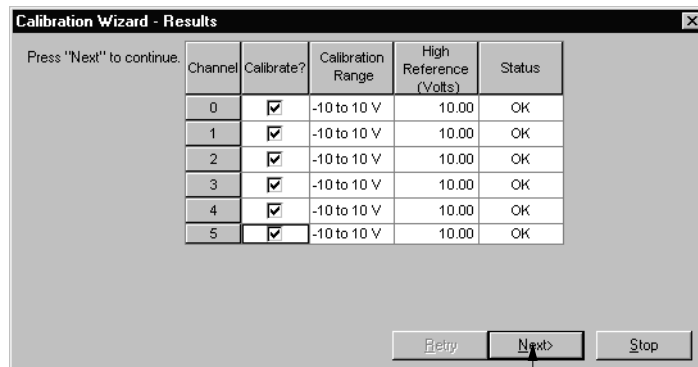 Calibration Wizard - Results
Press "Next" to continue.
Channel Calibrate? Calibration Range High Reference (Volts) Status
0 -10 to 10 V 10.00 OK
1 -10 to 10 V 10.00 OK
2 -10 to 10 V 10.00 OK
3 -10 to 10 V 10.00 OK
4 -10 to 10 V 10.00 OK
5 -10 to 10 V 10.00 OK
Retry Next> Stop